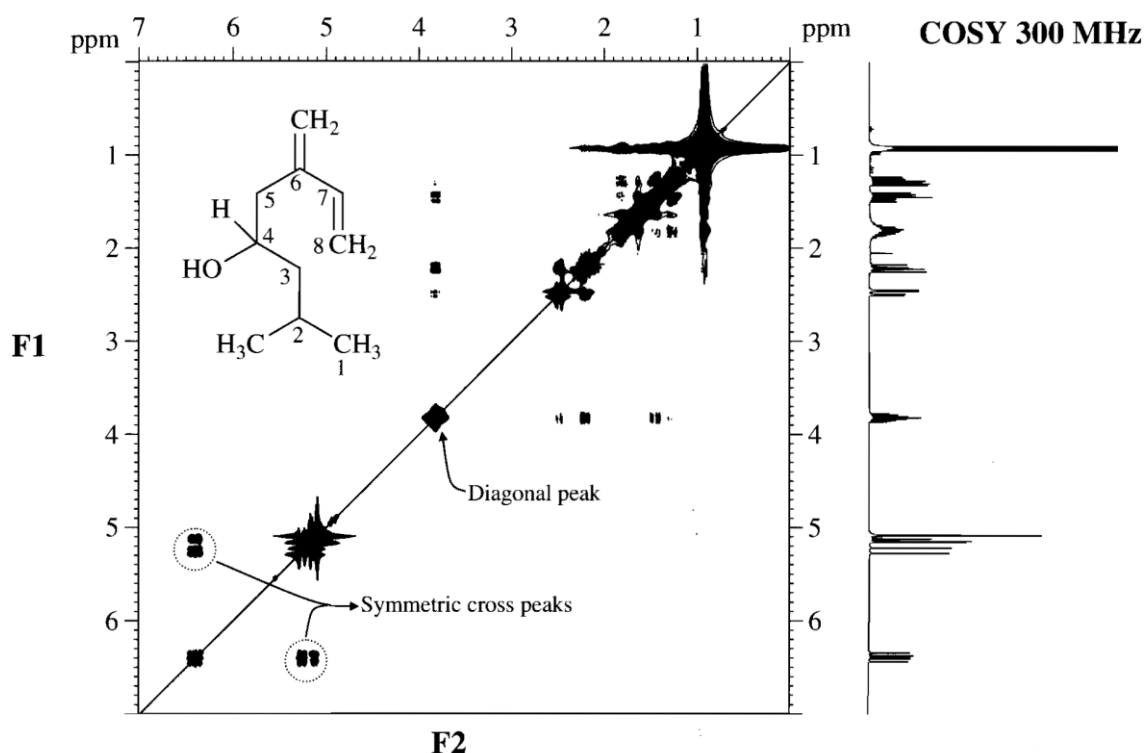 7 6 5 4 3 2 1
ppm ppm COSY 300 MHz
CH₂
1 1
6
5 7
H
4 8 CH₂
2 2
HO 3
3 3
H₃C 2 CH₃
1
F1
4 4
Diagonal peak
5 5
Symmetric cross peaks
6 6
F2